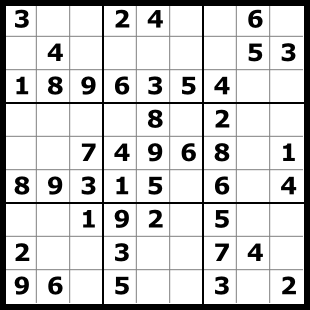 3 2 4 6
4 5 3
1 8 9 6 3 5 4
8 2
7 4 9 6 8 1
8 9 3 1 5 6 4
1 9 2 5
2 3 7 4
9 6 5 3 2